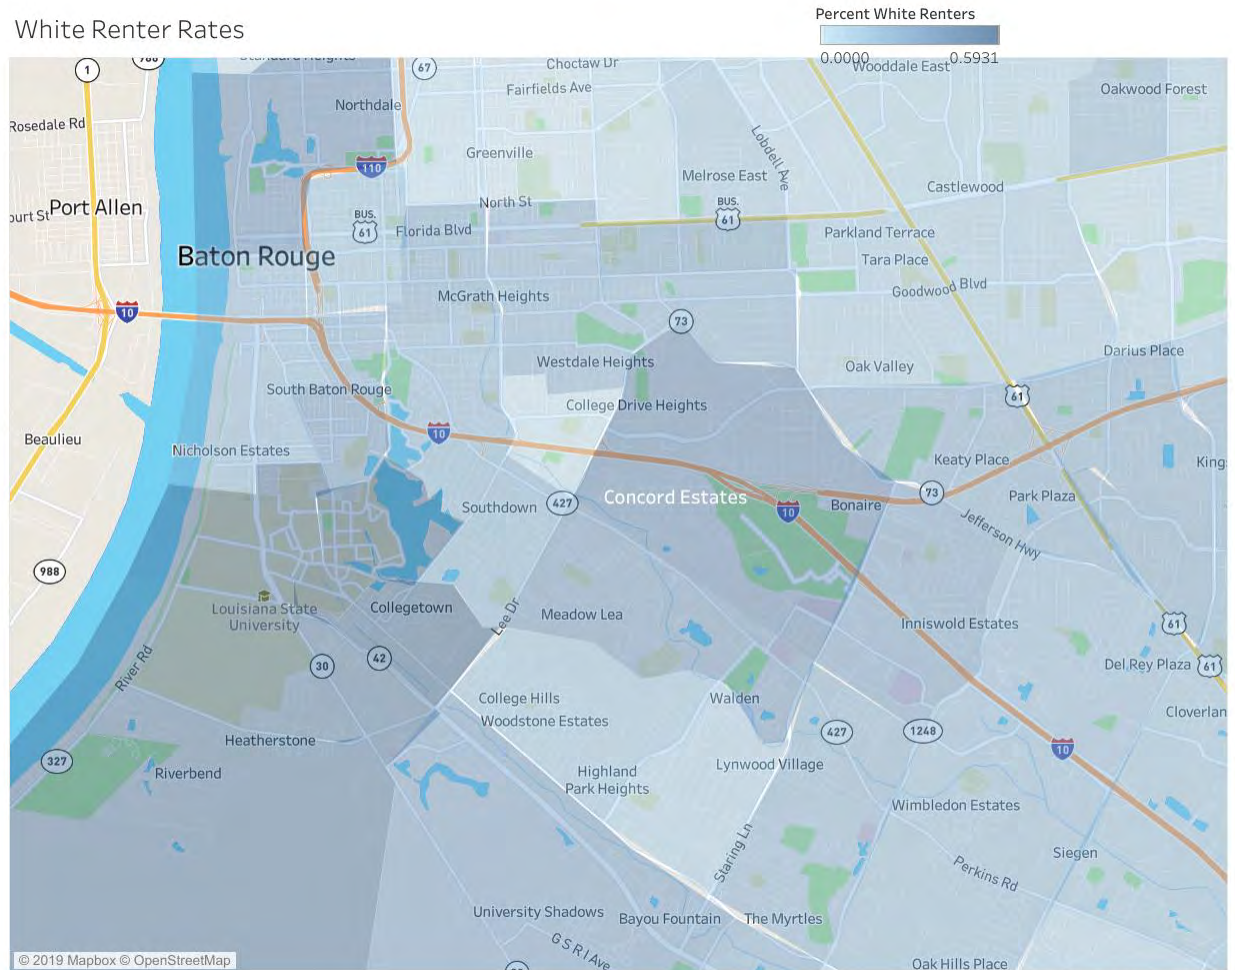 White Renter Rates
Percent White Renters
0.0000
0.5931
Standard Heights
67
Choctaw Dr
Wooddale East
1
988
Fairfields Ave
Oakwood Forest
Northdale
Rosedale Rd
Lobdell Ave
Greenville
110
Melrose East
Castlewood
North St
Port Allen
ourt St
BUS.
61
BUS.
61
Florida Blvd
Parkland Terrace
Baton Rouge
Tara Place
Goodwood Blvd
McGrath Heights
10
73
Darius Place
Westdale Heights
Oak Valley
South Baton Rouge
61
College Drive Heights
10
Beaulieu
Nicholson Estates
Keaty Place
King
Concord Estates
73
Park Plaza
427
Southdown
10
Bonaire
Jefferson Hwy
988
Louisiana State
University
Collegetown
Lee Dr
Meadow Lea
Inniswold Estates
61
30
42
River Rd
Del Rey Plaza
61
College Hills
Walden
Cloverlan
Woodstone Estates
Heatherstone
427
1248
10
327
Riverbend
Highland
Park Heights
Lynwood Village
Wimbledon Estates
Staring Ln
Siegen
Perkins Rd
University Shadows
Bayou Fountain
The Myrtles
G S R I Ave
Oak Hills Place
© 2019 Mapbox © OpenStreetMap